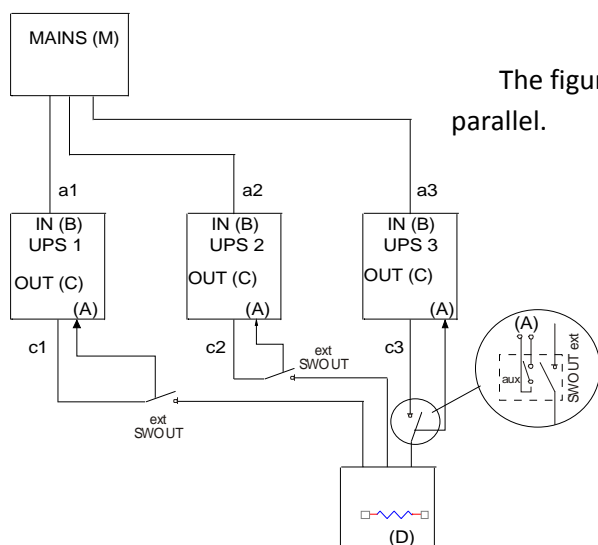 MAINS (M)
The figu
parallel.
a1
a2
a3
IN (B)
UPS 1
OUT (C)
(A)
IN (B)
UPS 2
OUT (C)
(A)
IN (B)
UPS 3
OUT (C)
(A)
c1
c2
c3
ext
SWOUT
ext
SWOUT
(A)
aux
SWOUT ext
(D)